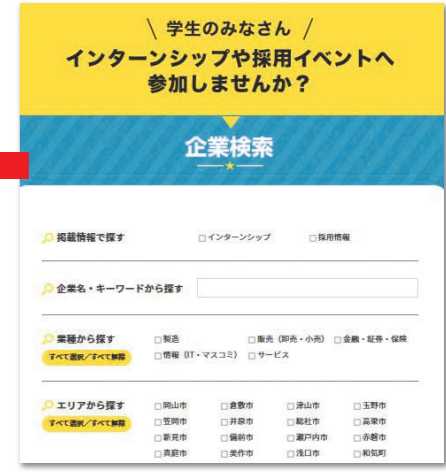 \ 学生のみなさん /
インターンシップや採用イベントへ
参加しませんか？
企業検索
掲載情報で探す □インターンシップ □採用情報
企業名・キーワードから探す
業種から探す □製造 □販売（卸売・小売） □金融・証券・保険
すべて選択／すべて解除 □情報（IT・マスコミ） □サービス
エリアから探す □岡山市 □倉敷市 □津山市 □玉野市
すべて選択／すべて解除 □笠岡市 □井原市 □総社市 □高梁市
□新見市 □備前市 □瀬戸内市 □赤磐市
□真庭市 □美作市 □浅口市 □和気町